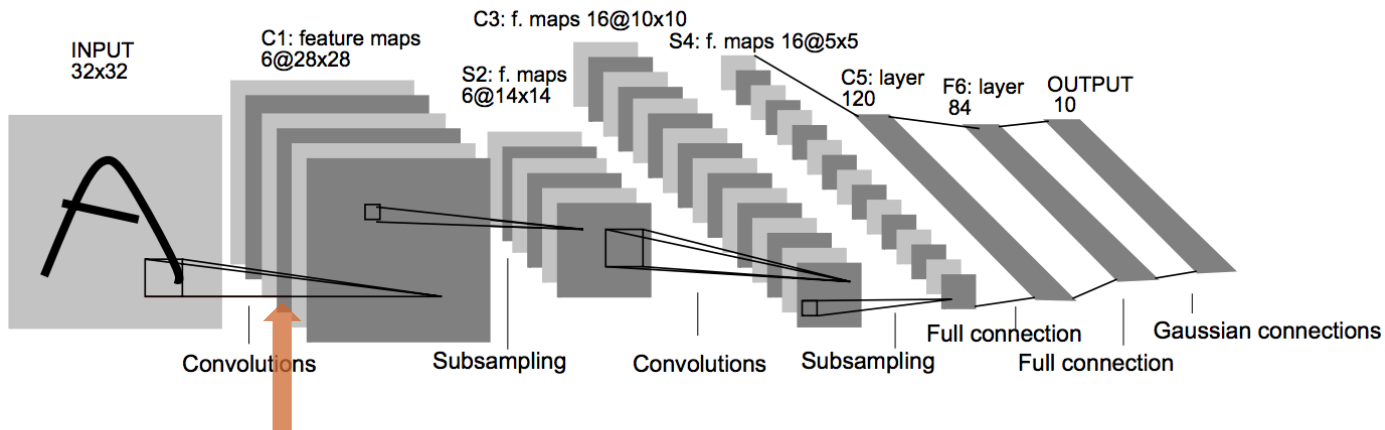 INPUT
32x32
C1: feature maps
6@28x28
S2: f. maps
6@14x14
C3: f. maps 16@10x10
S4: f. maps 16@5x5
C5: layer
120
F6: layer
84
OUTPUT
10
Convolutions
Subsampling
Convolutions
Subsampling
Full connection
Full connection
Gaussian connections